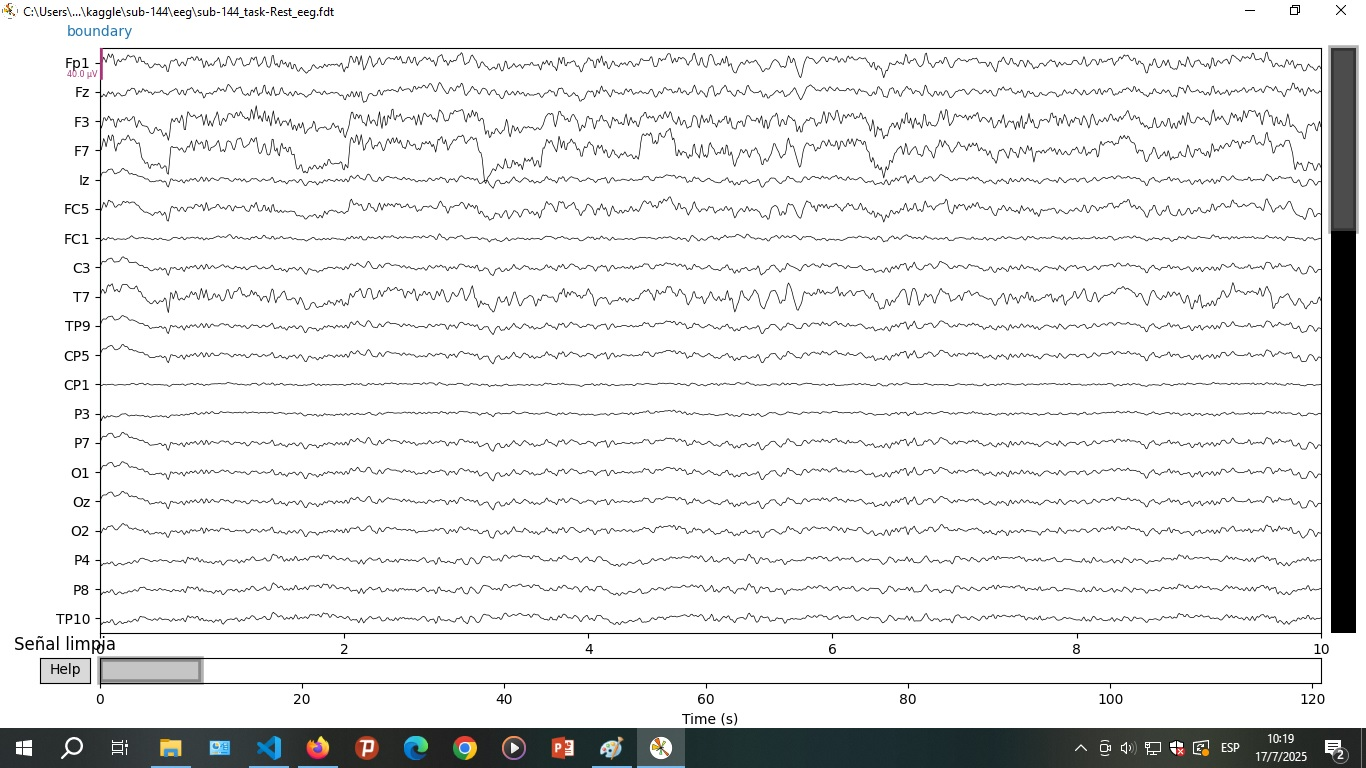 C:\Users\...\kaggle\sub-144\eeg\sub-144_task-Rest_eeg.fdt
boundary
Fp1
40.0 µV
Fz
F3
F7
Iz
FC5
FC1
C3
T7
TP9
CP5
CP1
P3
P7
O1
Oz
O2
P4
P8
TP10
Señal limpia
0 2 4 6 8 10
Help
0 20 40 60 80 100 120
Time (s)
ESP
10:19
17/7/2025
2